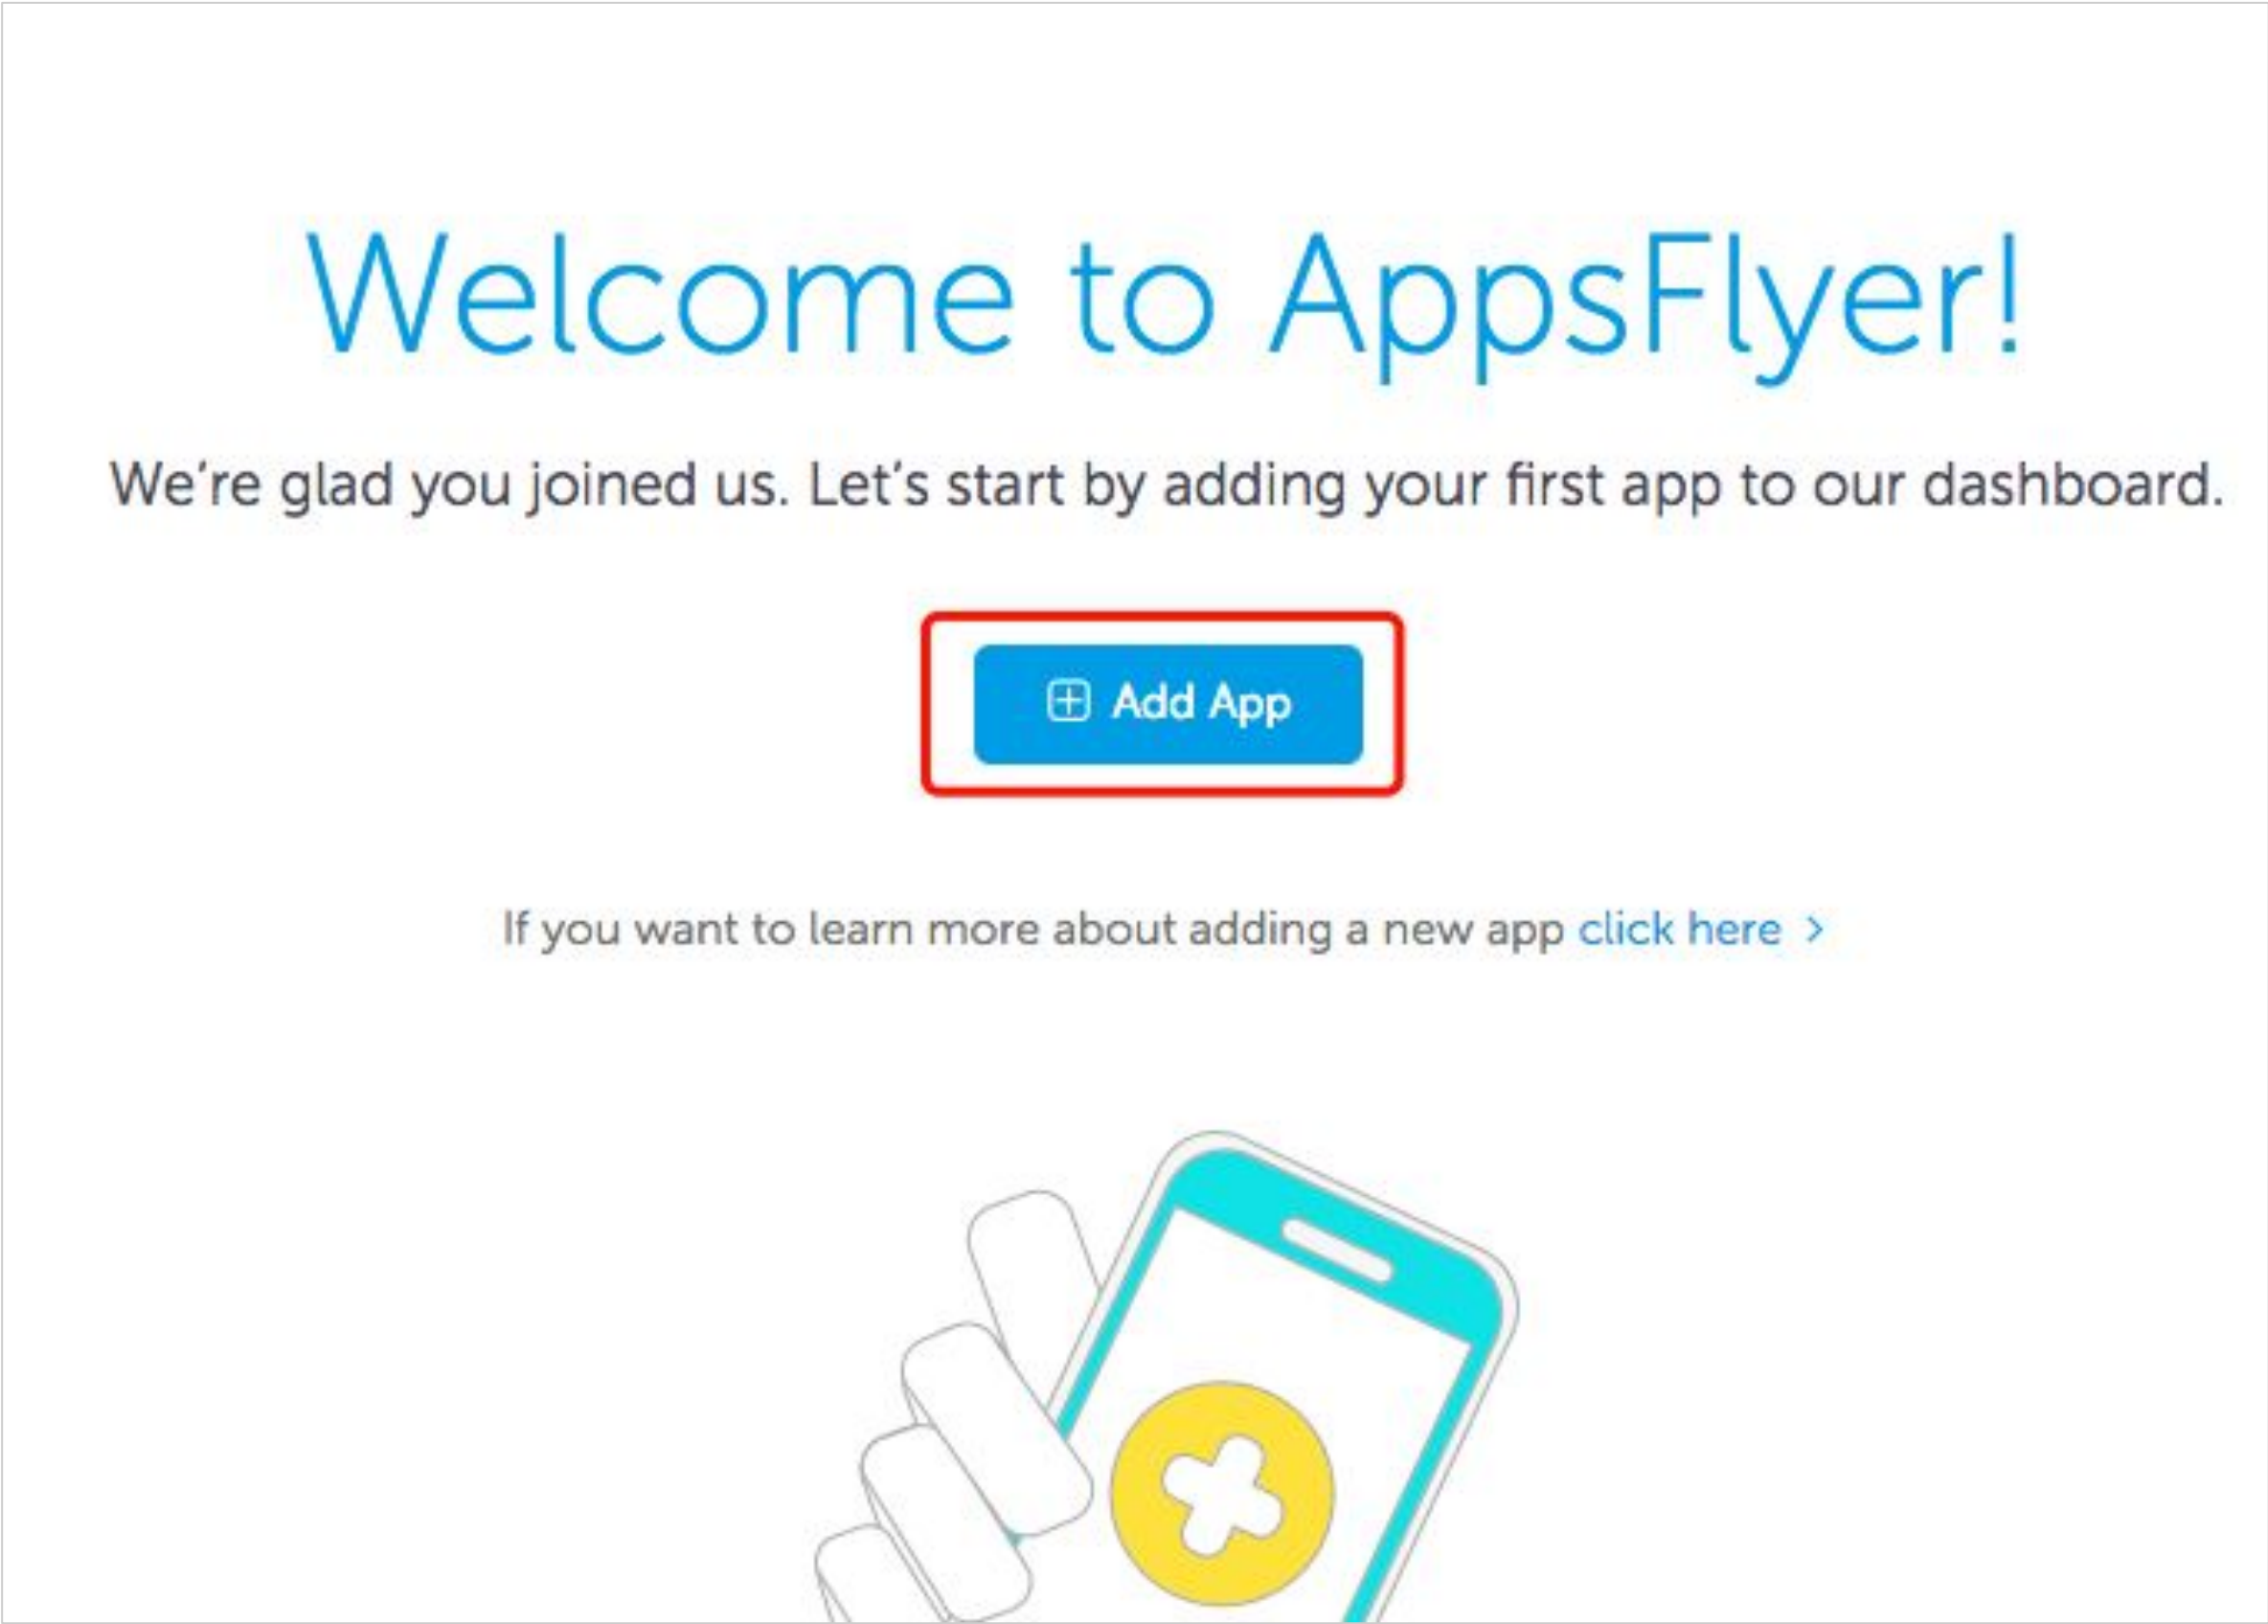 Welcome to AppsFlyer!
We're glad you joined us. Let's start by adding your first app to our dashboard.
Add App
If you want to learn more about adding a new app click here >